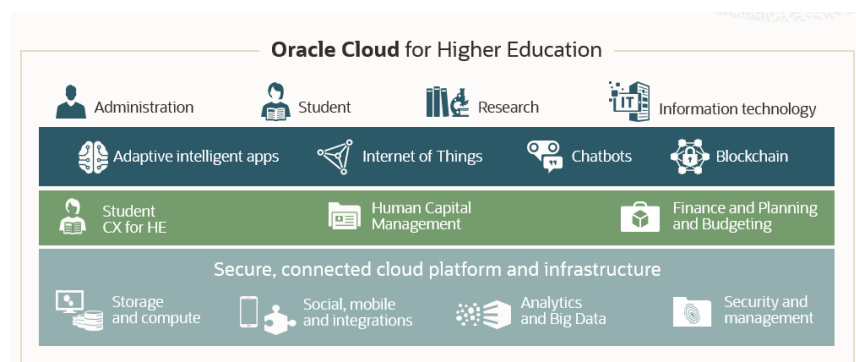 Oracle Cloud for Higher Education
Administration
Student
Research
IT
Information technology
Adaptive intelligent apps
Internet of Things
Chatbots
Blockchain
Student
CX for HE
Human Capital
Management
Finance and Planning
and Budgeting
Secure, connected cloud platform and infrastructure
Storage
and compute
Social, mobile
and integrations
Analytics
and Big Data
Security and
management